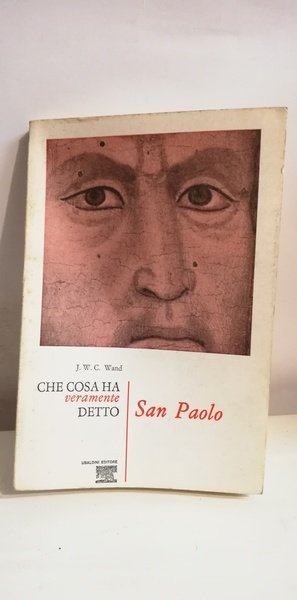 J. W. C. Wand
CHE COSA HA
veramente
DETTO
San Paolo
UBALDINI EDITORE